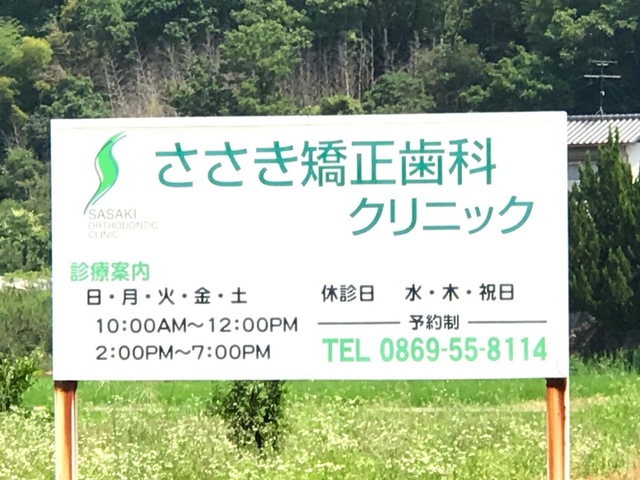 ささき矯正歯科
クリニック
SASAKI
ORTHODONTIC
CLINIC
診療案内
日・月・火・金・土
10:00AM～12:00PM
2:00PM～7:00PM
休診日 水・木・祝日
予約制
TEL 0869-55-8114